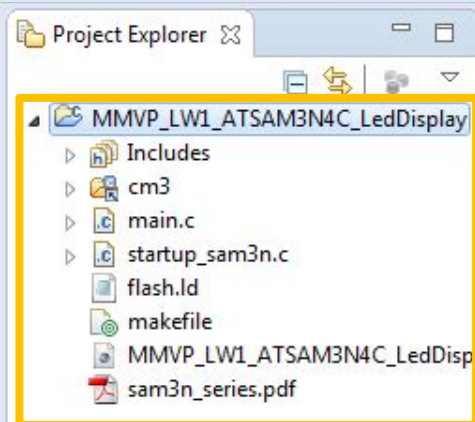 Project Explorer
MMVP_LW1_ATSAM3N4C_LedDisplay
Includes
cm3
main.c
startup_sam3n.c
flash.ld
makefile
MMVP_LW1_ATSAM3N4C_LedDisp
sam3n_series.pdf